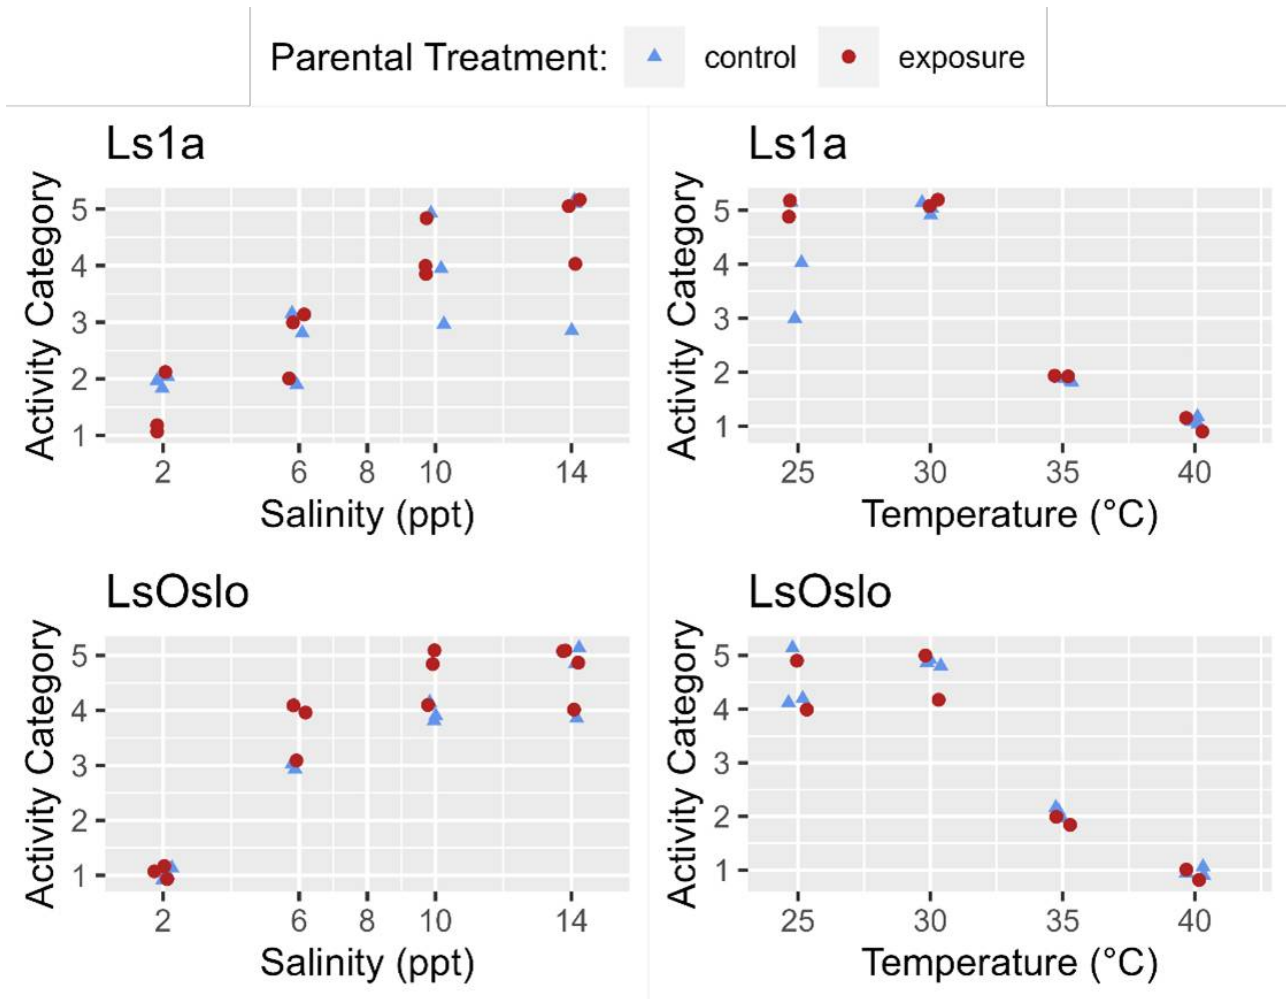 Parental Treatment: control exposure
Ls1a
Activity Category
5
4
3
2
1
2 6 8 10 14
Salinity (ppt)
Ls1a
Activity Category
5
4
3
2
1
25 30 35 40
Temperature (°C)
LsOslo
Activity Category
5
4
3
2
1
2 6 8 10 14
Salinity (ppt)
LsOslo
Activity Category
5
4
3
2
1
25 30 35 40
Temperature (°C)